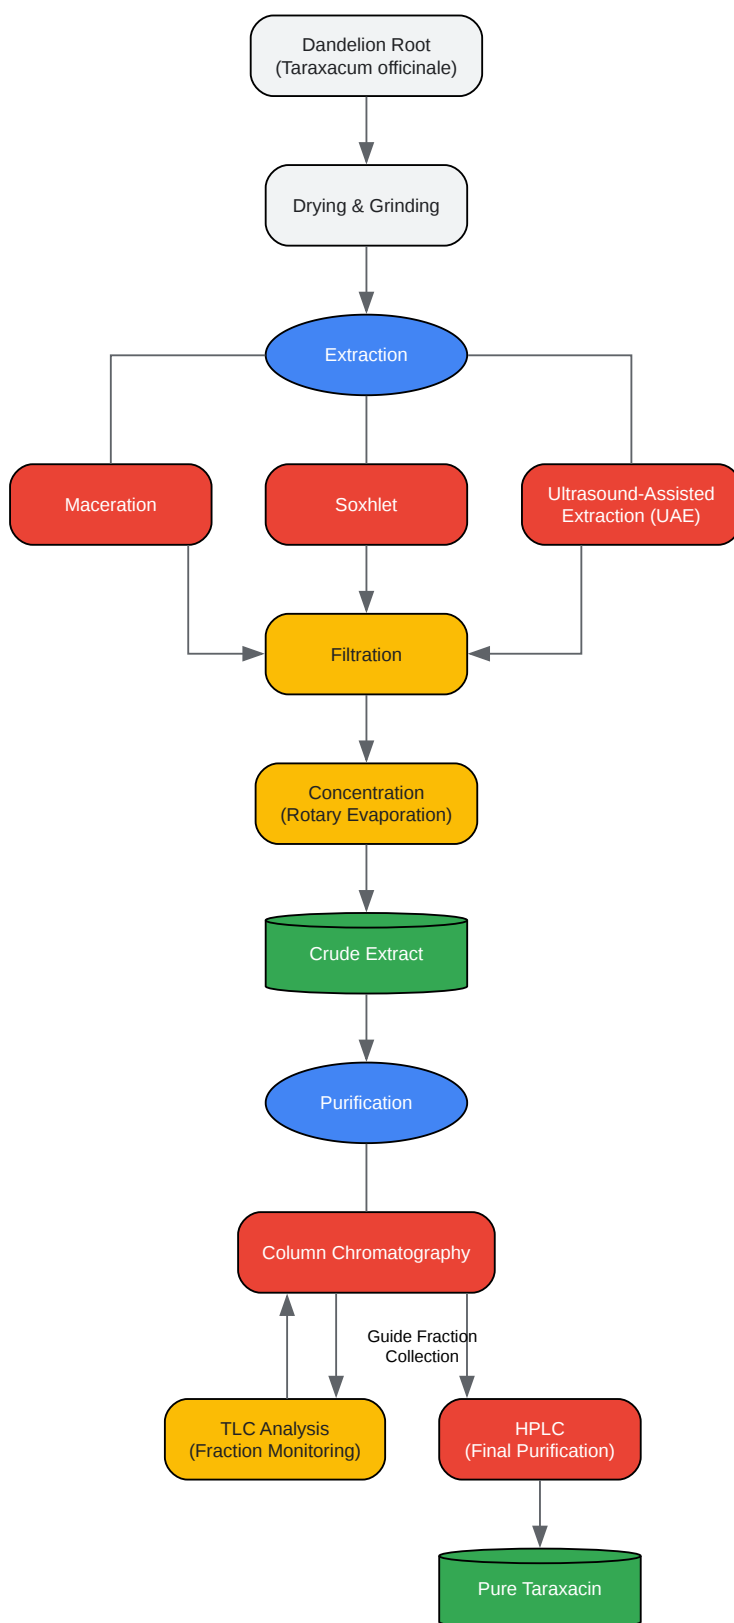 Dandelion Root
(Taraxacum officinale)
Drying & Grinding
Extraction
Maceration
Soxhlet
Ultrasound-Assisted
Extraction (UAE)
Filtration
Concentration
(Rotary Evaporation)
Crude Extract
Purification
Column Chromatography
Guide Fraction
Collection
TLC Analysis
(Fraction Monitoring)
HPLC
(Final Purification)
Pure Taraxacin